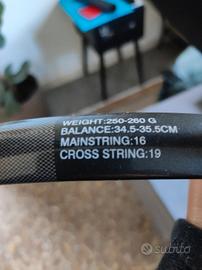 WEIGHT:250-260 G
BALANCE:34.5-35.5CM
MAINSTRING:16
CROSS STRING:19
subito